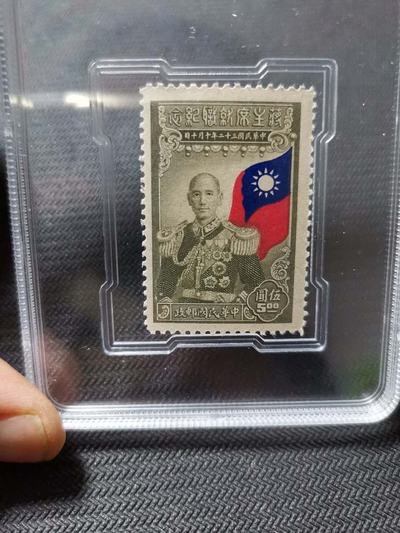 蔣主席就職紀念
中華民國三十二年十月十日
伍圓
5.00
中華民國郵政